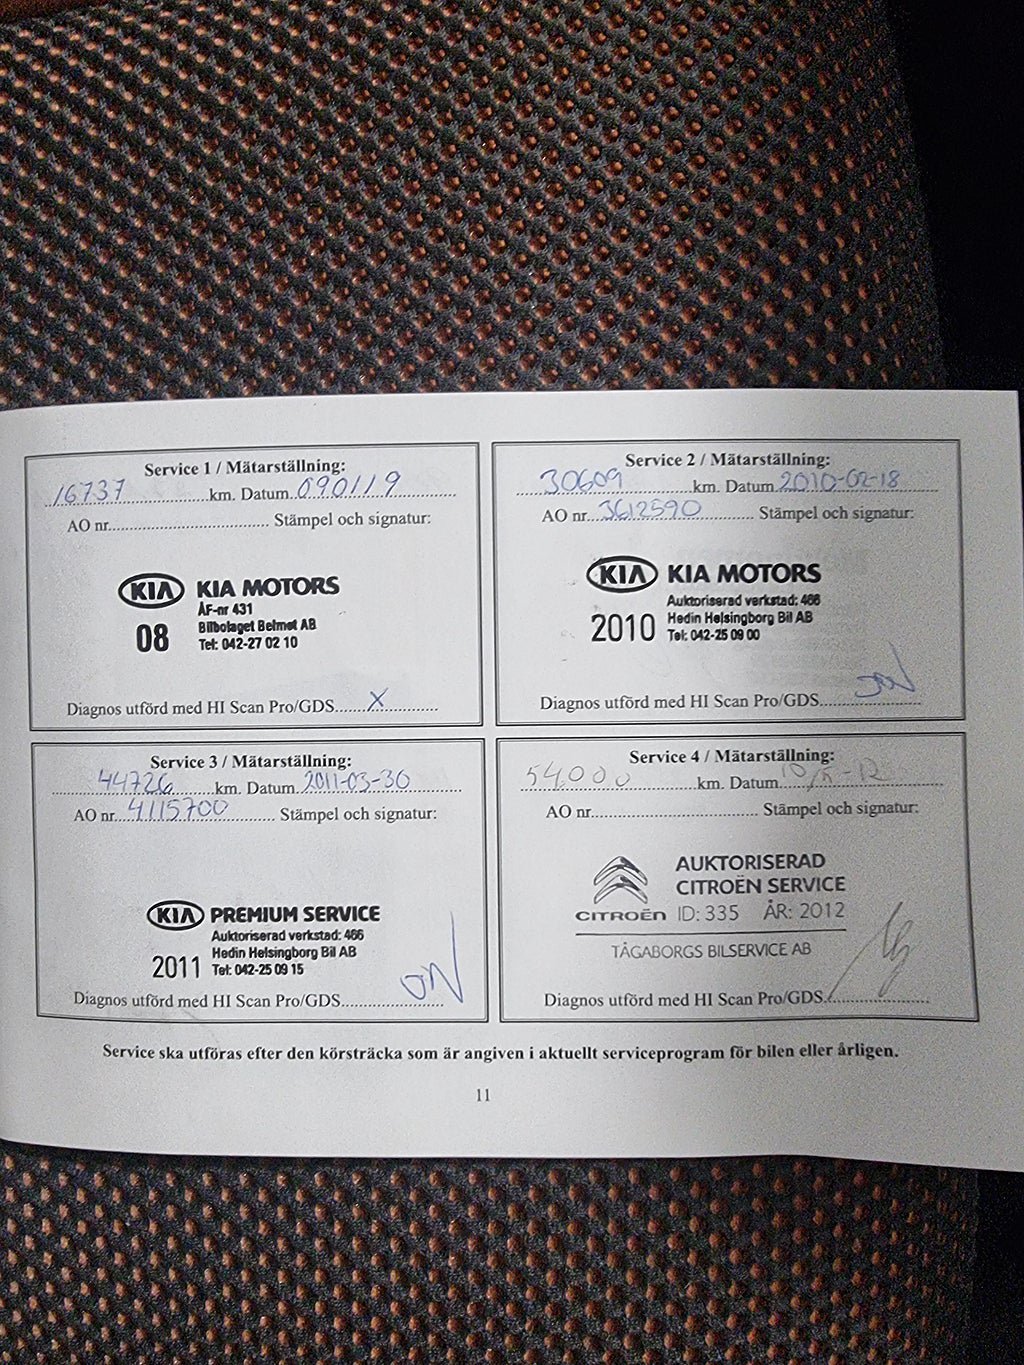 Service 1 / Mätarställning:
16737 km. Datum 090119
AO nr. Stämpel och signatur:
KIA KIA MOTORS
ÅF-nr 431
08 Bilbolaget Belmet AB
Tel: 042-27 02 10
Diagnos utförd med HI Scan Pro/GDS X
Service 2 / Mätarställning:
30609 km. Datum 2010-02-18
AO nr. 3612590 Stämpel och signatur:
KIA KIA MOTORS
Auktoriserad verkstad: 466
2010 Hedin Helsingborg Bil AB
Tel: 042-25 09 00
Diagnos utförd med HI Scan Pro/GDS
Service 3 / Mätarställning:
44726 km. Datum 2011-03-30
AO nr. 4115700 Stämpel och signatur:
KIA PREMIUM SERVICE
Auktoriserad verkstad: 466
2011 Hedin Helsingborg Bil AB
Tel: 042-25 09 15
Diagnos utförd med HI Scan Pro/GDS
Service 4 / Mätarställning:
54,000 km. Datum
AO nr. Stämpel och signatur:
AUKTORISERAD
CITROËN SERVICE
CITROËN ID: 335 ÅR: 2012
TÅGABORGS BILSERVICE AB
Diagnos utförd med HI Scan Pro/GDS
Service ska utföras efter den körsträcka som är angiven i aktuellt serviceprogram för bilen eller årligen.
11